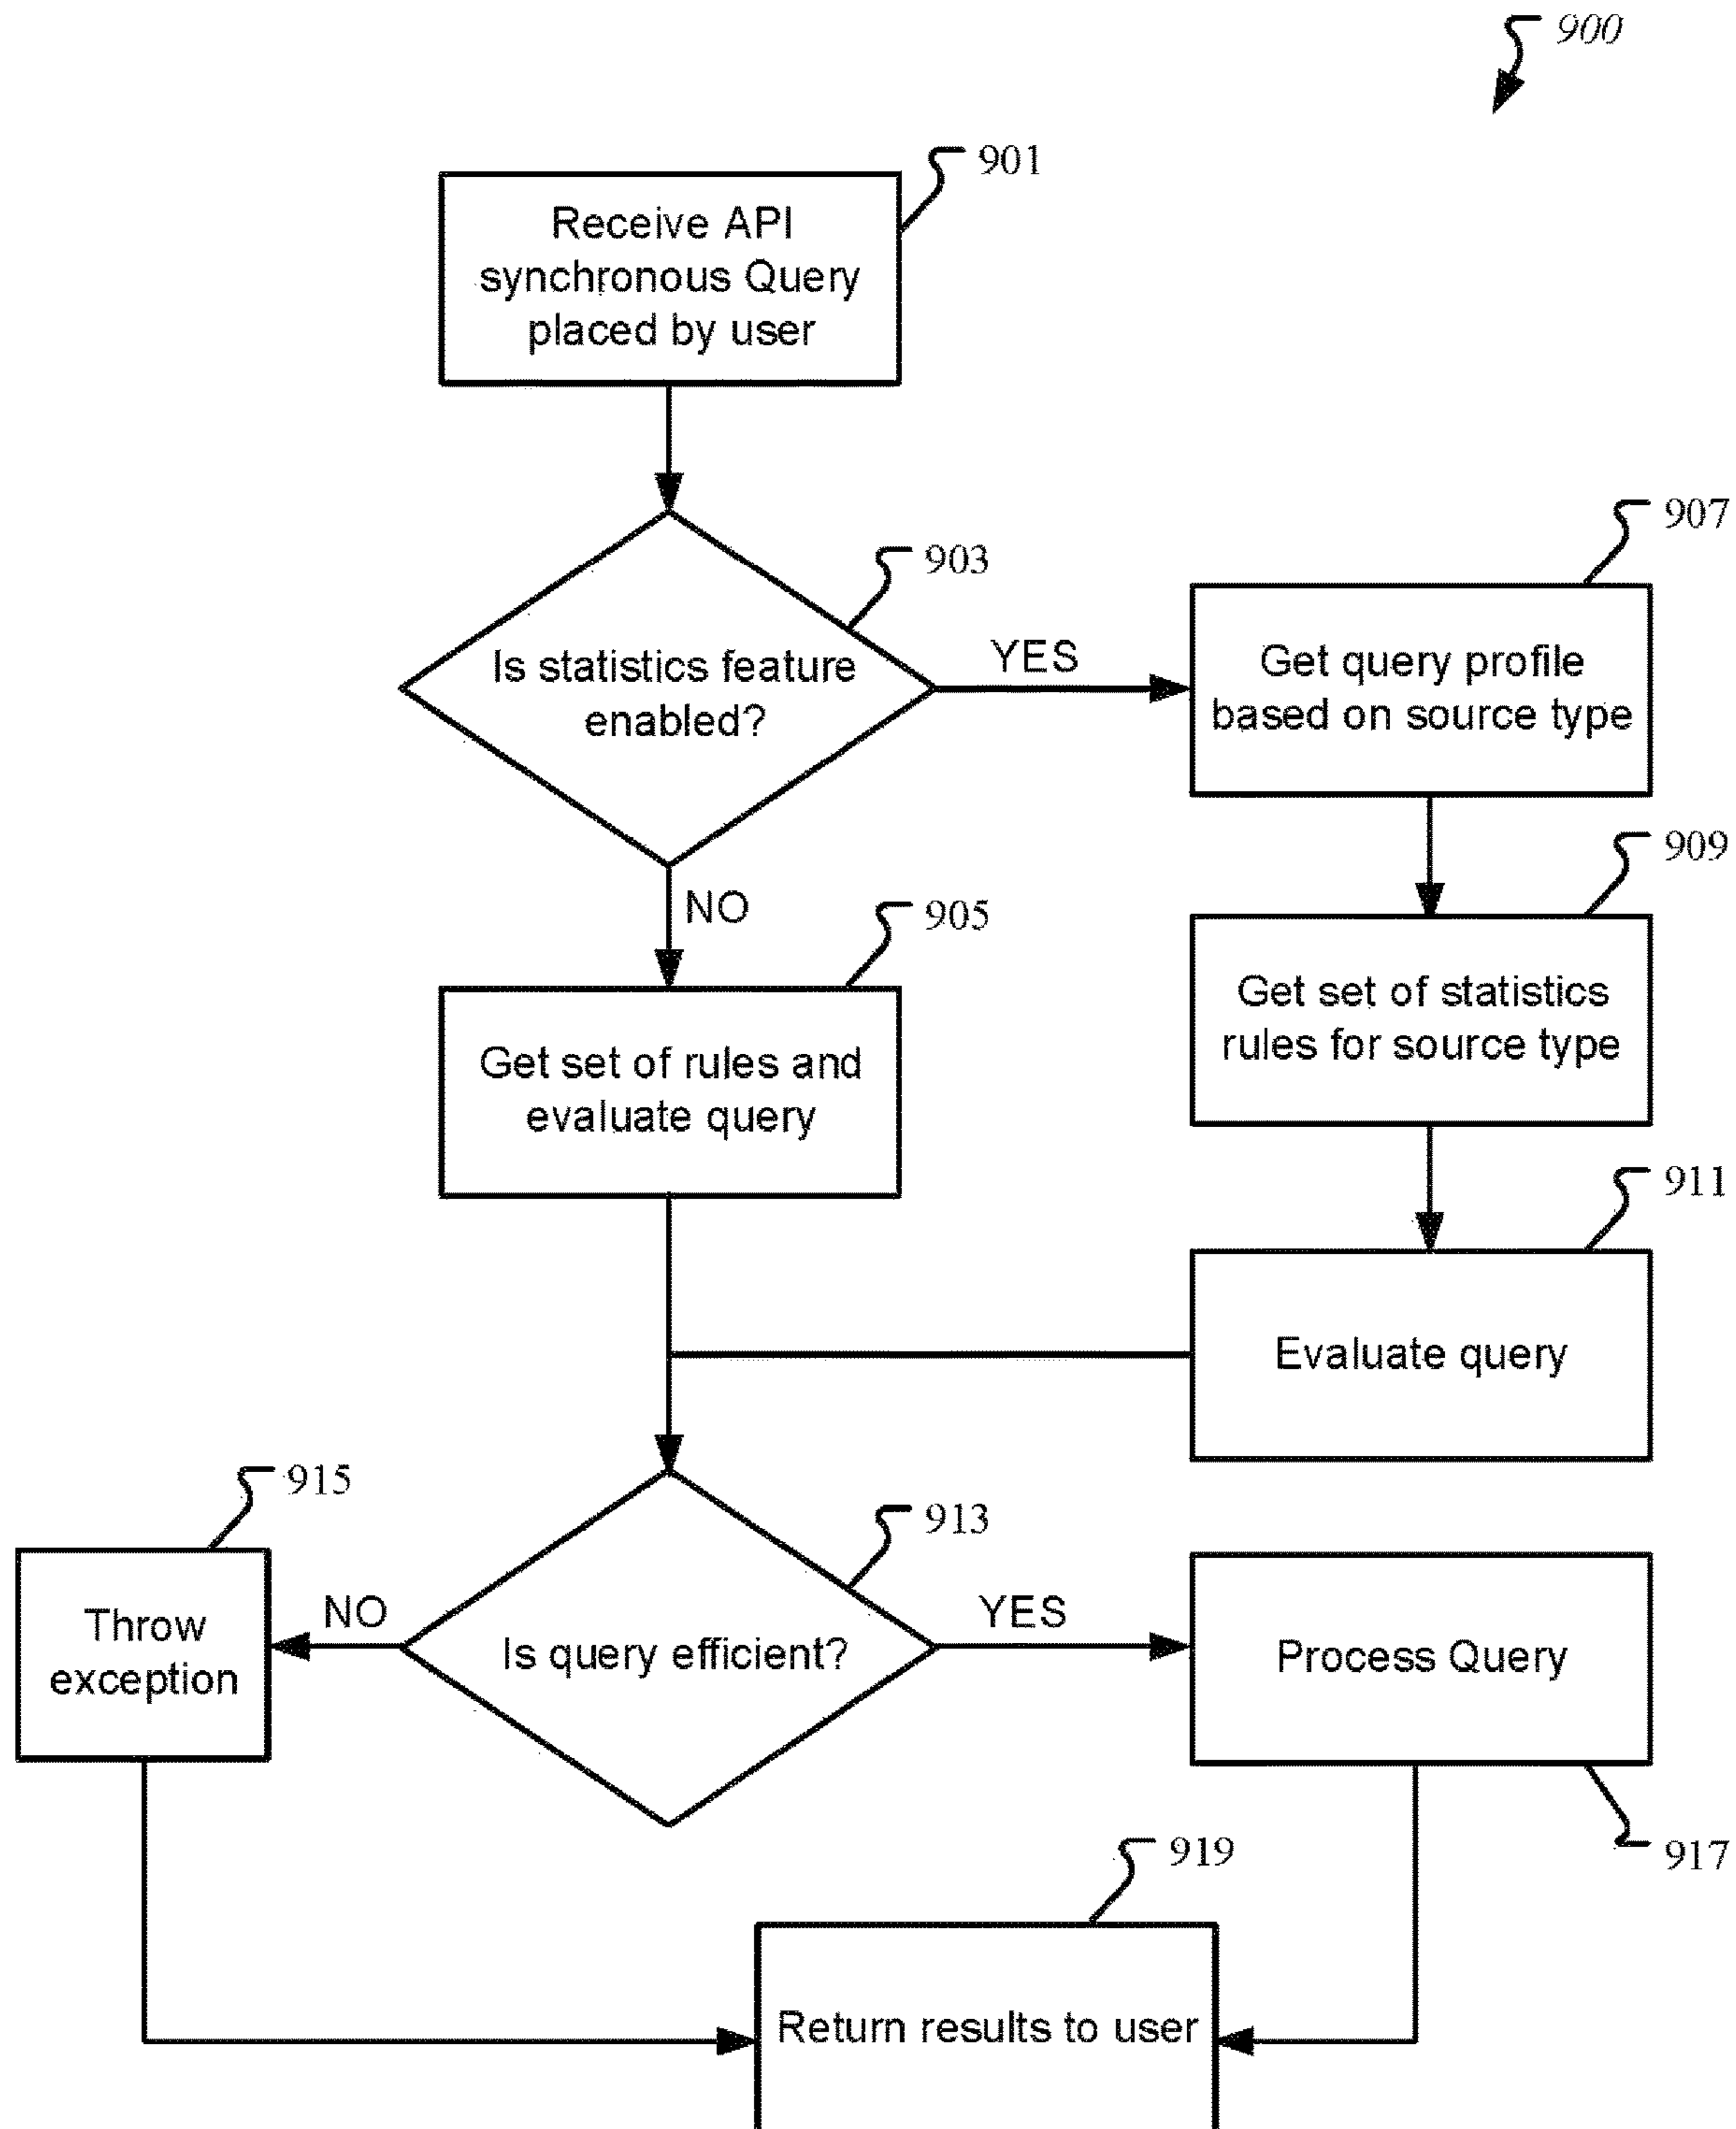 900
901
Receive API
synchronous Query
placed by user
903
Is statistics feature
enabled?
YES
907
Get query profile
based on source type
NO
905
Get set of rules and
evaluate query
909
Get set of statistics
rules for source type
911
Evaluate query
913
Is query efficient?
NO
915
Throw
exception
YES
Process Query
917
919
Return results to user